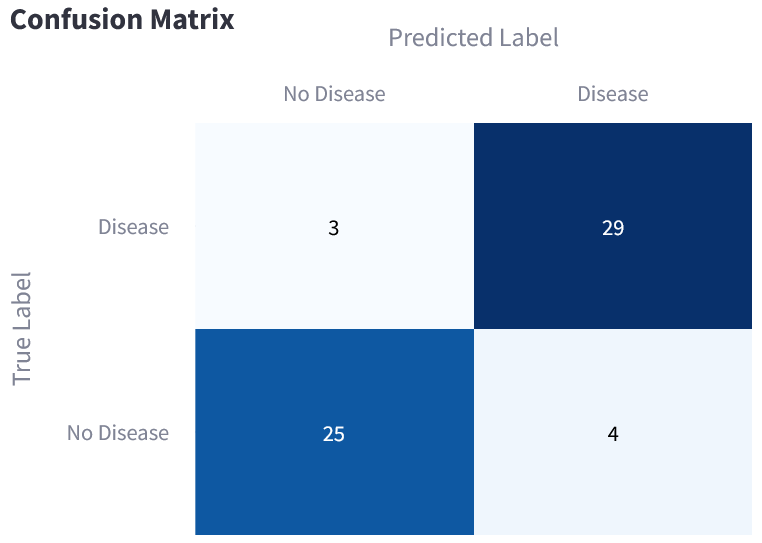 Confusion Matrix
Predicted Label
No Disease
Disease
Disease
3
29
True Label
No Disease
25
4